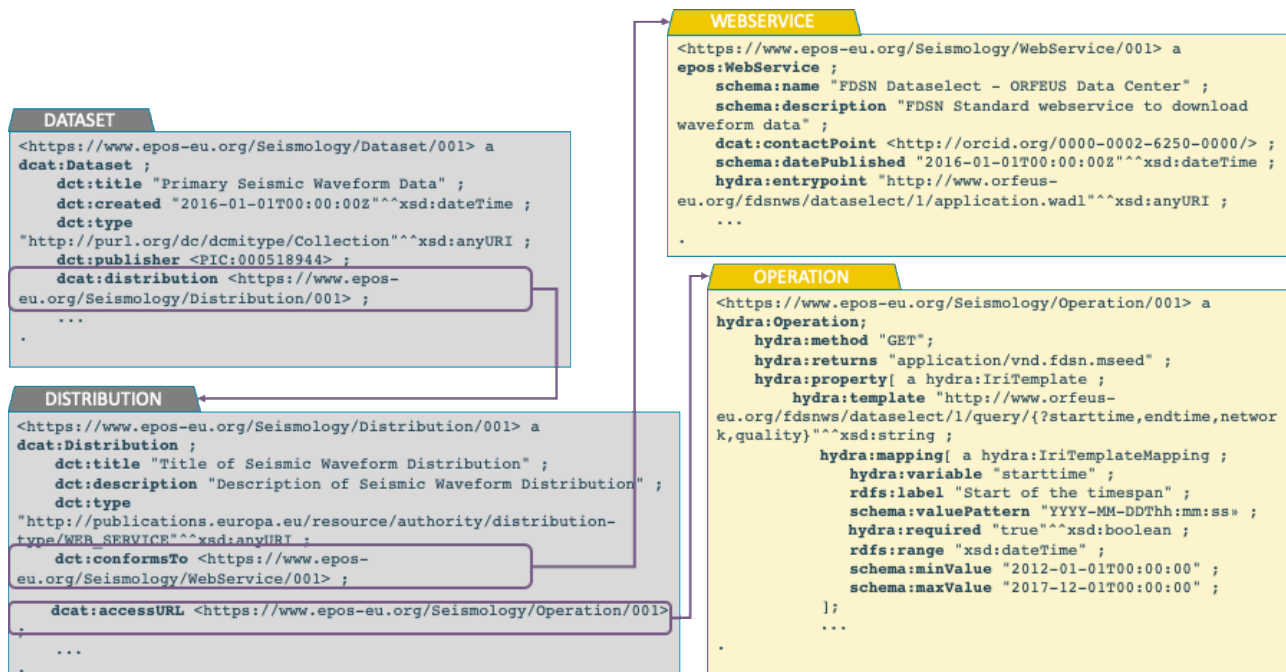 DATASET
<https://www.epos-eu.org/Seismology/Dataset/001> a
dcat:Dataset ;
dct:title "Primary Seismic Waveform Data" ;
dct:created "2016-01-01T00:00:00Z"^^xsd:dateTime ;
dct:type
"http://purl.org/dc/dcmitype/Collection"^^xsd:anyURI ;
dct:publisher <PIC:000518944> ;
dcat:distribution <https://www.epos-
eu.org/Seismology/Distribution/001> ;
...
.
DISTRIBUTION
<https://www.epos-eu.org/Seismology/Distribution/001> a
dcat:Distribution ;
dct:title "Title of Seismic Waveform Distribution" ;
dct:description "Description of Seismic Waveform Distribution" ;
dct:type
"http://publications.europa.eu/resource/authority/distribution-
type/WEB_SERVICE"^^xsd:anyURI ;
dct:conformsTo <https://www.epos-
eu.org/Seismology/WebService/001> ;
dcat:accessURL <https://www.epos-eu.org/Seismology/Operation/001>
;
...
.
WEBSERVICE
<https://www.epos-eu.org/Seismology/WebService/001> a
epos:WebService ;
schema:name "FDSN Dataselect - ORFEUS Data Center" ;
schema:description "FDSN Standard webservice to download
waveform data" ;
dcat:contactPoint <http://orcid.org/0000-0002-6250-0000/> ;
schema:datePublished "2016-01-01T00:00:00Z"^^xsd:dateTime ;
hydra:entrypoint "http://www.orfeus-
eu.org/fdsnws/dataselect/1/application.wadl"^^xsd:anyURI ;
...
.
OPERATION
<https://www.epos-eu.org/Seismology/Operation/001> a
hydra:Operation;
hydra:method "GET";
hydra:returns "application/vnd.fdsn.mseed" ;
hydra:property[ a hydra:IriTemplate ;
hydra:template "http://www.orfeus-
eu.org/fdsnws/dataselect/1/query/{?starttime,endtime,networ
k,quality}"^^xsd:string ;
hydra:mapping[ a hydra:IriTemplateMapping ;
hydra:variable "starttime" ;
rdfs:label "Start of the timespan" ;
schema:valuePattern "YYYY-MM-DDThh:mm:ss» ;
hydra:required "true"^^xsd:boolean ;
rdfs:range "xsd:dateTime" ;
schema:minValue "2012-01-01T00:00:00" ;
schema:maxValue "2017-12-01T00:00:00" ;
];
...
.